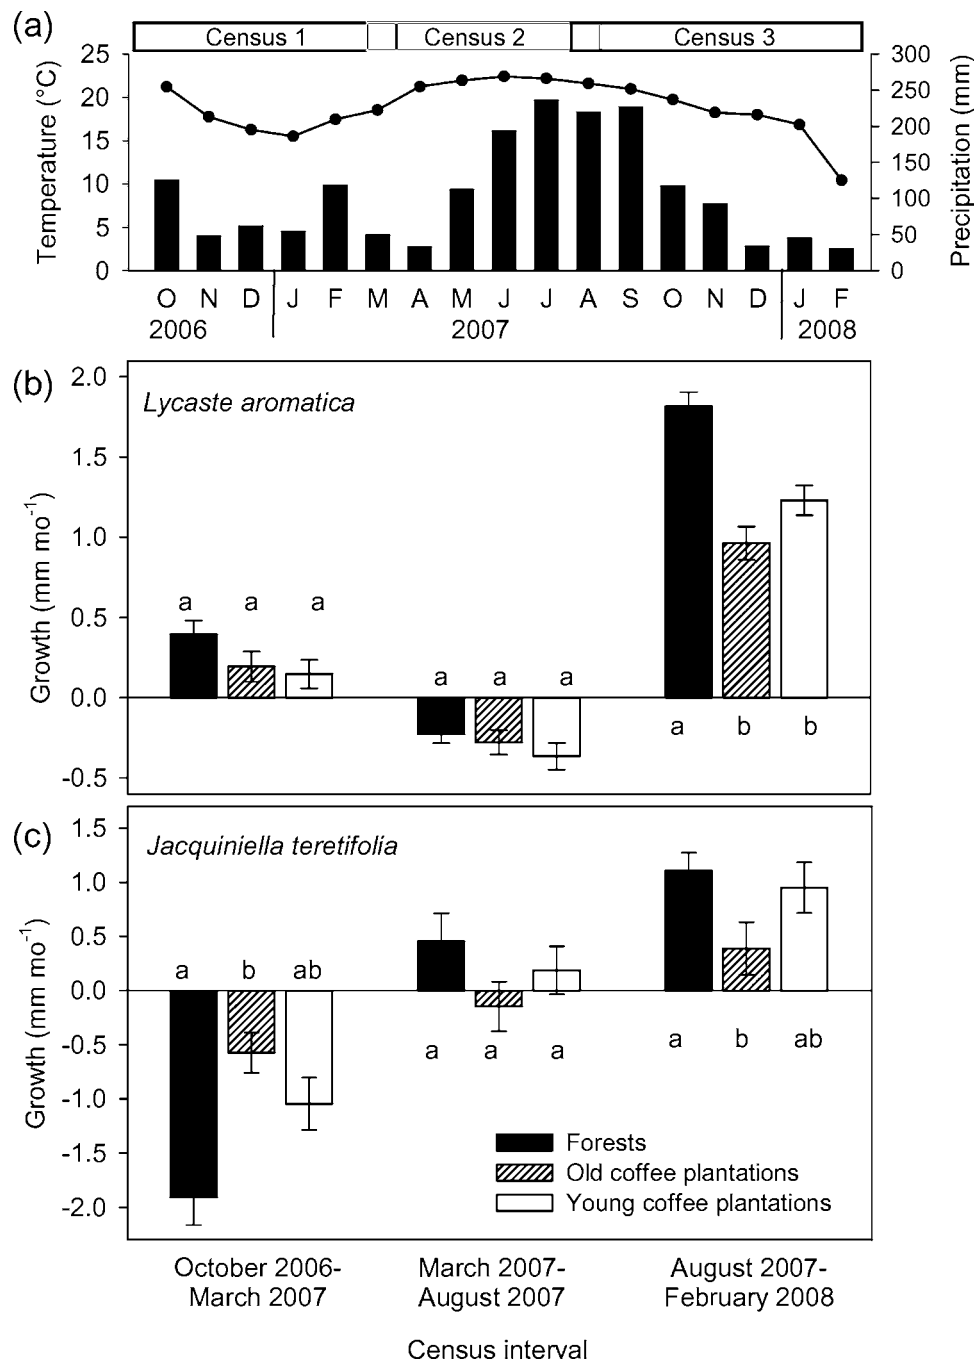 (a)
Census 1 Census 2 Census 3
25 300
20 250
15 200
10 150
5 100
0 50
0
Temperature (°C)
Precipitation (mm)
O N D J F M A M J J A S O N D J F
2006 2007 2008
(b)
Lycaste aromatica
2.0
1.5
1.0
0.5
0.0
-0.5
Growth (mm mo-1)
a a a
a a a
a b b
(c)
Jacquiniella teretifolia
1.5
1.0
0.5
0.0
-0.5
-1.0
-1.5
-2.0
Growth (mm mo-1)
a b ab
a a a
a b ab
Forests
Old coffee plantations
Young coffee plantations
October 2006- March 2007- August 2007-
March 2007 August 2007 February 2008
Census interval